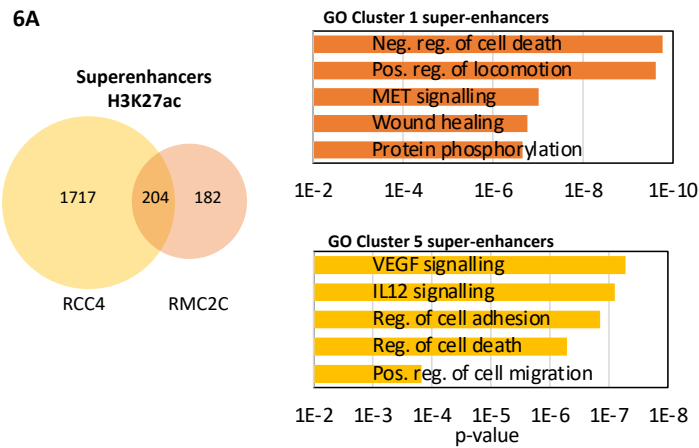 6A
Superenhancers
H3K27ac
1717
204
182
RCC4
RMC2C
GO Cluster 1 super-enhancers
Neg. reg. of cell death
Pos. reg. of locomotion
MET signalling
Wound healing
Protein phosphorylation
1E-2 1E-4 1E-6 1E-8 1E-10
GO Cluster 5 super-enhancers
VEGF signalling
IL12 signalling
Reg. of cell adhesion
Reg. of cell death
Pos. reg. of cell migration
1E-2 1E-3 1E-4 1E-5 1E-6 1E-7 1E-8
p-value